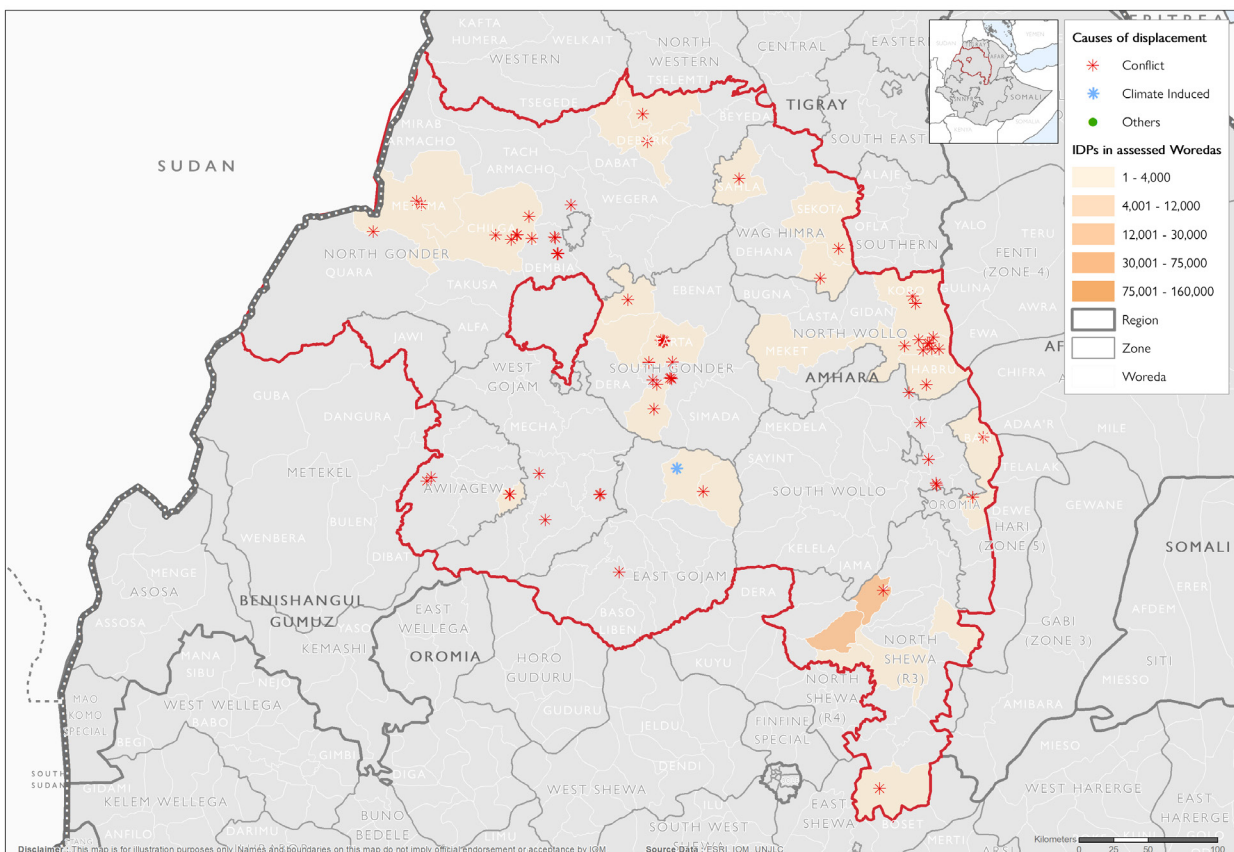 ERITREA
KAFTA
HUMERA
WELKAIT
WESTERN
NORTH
WESTERN
TSELEMTI
CENTRAL
EASTERN
TSEGEDE
TIGRAY
SOUTH EAST
BEYEDA
MIRAB
ARMACHO
SUDAN
TACH
ARMACHO
DABAT
WEGERA
ALAJE
SEKOTA
OFLA
SOUTHERN
YALO
TERU
FENTI
(ZONE 4)
WAG HIMRA
DEHANA
NORTH GONDER
QUARA
DEMBIA
TAKUSA
EBENAT
BUGNA
LASTA
GIDAN
KOBO
GULINA
AWRA
NORTH WOLLO
EWA
ALFA
JAWI
WEST
GOJAM
MEKET
SOUTH GONDER
DERA
AMHARA
HABRU
CHIFRA
GUBA
DANGURA
SIMADA
MECHA
MEKDELA
ADAA'R
MILE
METEKEL
SAYINT
TELALAK
AWI/AGEW
SOUTH WOLLO
OROMIA
DEWE
GEWANE
HARI
(ZONE 5)
BULEN
WENBERA
KELELA
JAMA
SOMALI
MENGE
ASOSA
EAST GOJAM
DERA
ERER
AFDEM
BENISHANGUL
GUMUZ
ASSOSA
YASO
KEMASHI
EAST
WELLEGA
BASO
LIBEN
NORTH
SHEWA
(R3)
GABI
(ZONE 3)
SITI
MIESSO
OROMIA
HORO
GUDURU
KUYU
MANA
SIBU
NEJO
NORTH
SHEWA
(R4)
MAO
KOMO
SPECIAL
WEST WELLEGA
BABO
GUDURU
JELDU
FINFINE
SPECIAL
AMIBARA
MIESO
BEGI
GIMBI
DENDI
SOUTH
SUDAN
GIDAMI
KELEM WELLEGA
DIGA
WEST SHEWA
WEST HARERGE
EAST
HARERGE
BUNO
BEDELE
ILU
EAST
SHEWA
BOSET
ANFILO
DARIMU
LIMU
SOUTH WEST
SHEWA
MERTI
Disclaimer : This map is for illustration purposes only. Names and boundaries on this map do not imply official endorsement or acceptance by IOM
Source Data : ESRI, IOM, UNJLC
Kilometers
0 25 50 100
Causes of displacement
Conflict
Climate Induced
Others
IDPs in assessed Woredas
1 - 4,000
4,001 - 12,000
12,001 - 30,000
30,001 - 75,000
75,001 - 160,000
Region
Zone
Woreda
SUDAN
YEMEN
AFAR
SOMALI